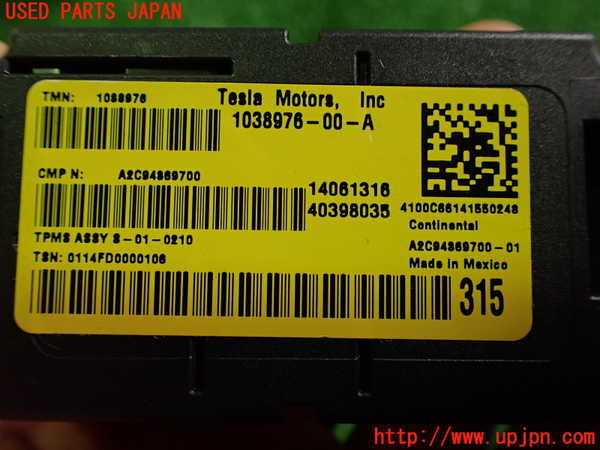 USED PARTS JAPAN
TMN: 1038976
Tesla Motors, Inc
1038976-00-A
CMP N: A2C94369700
14061316
40398035
4100C66141550248
Continental
TPMS ASSY S-01-0210
A2C94369700-01
TSN: 0114FD0000106
Made in Mexico
315
http://www.upjpn.com/